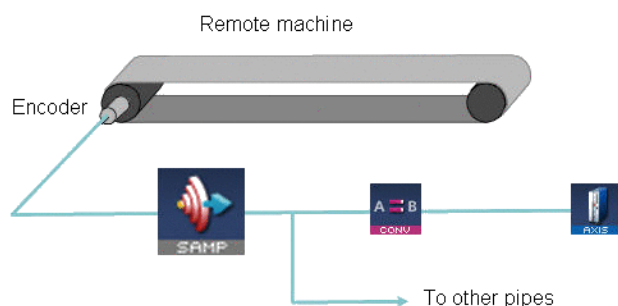 Remote machine
Encoder
SAMP
A B
CONV
AXIS
To other pipes